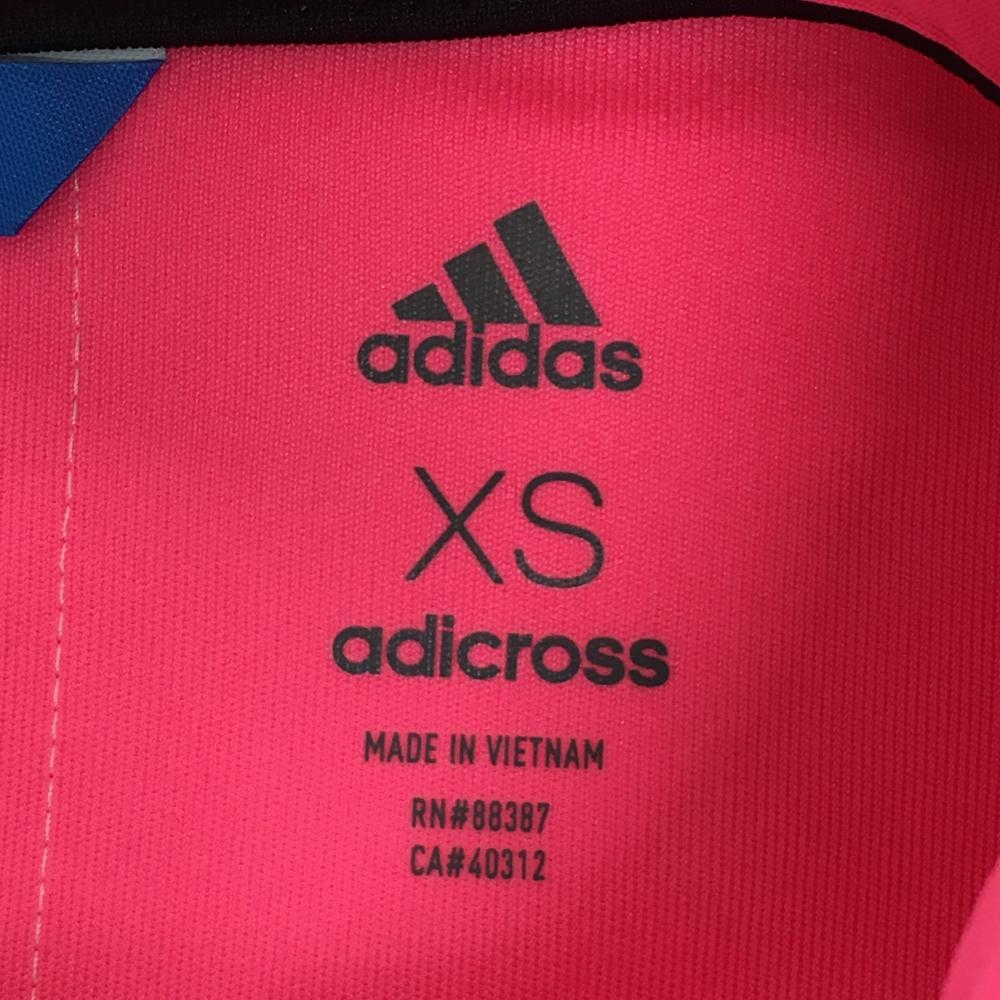 adidas
XS
adicross
MADE IN VIETNAM
RN#88387
CA#40312